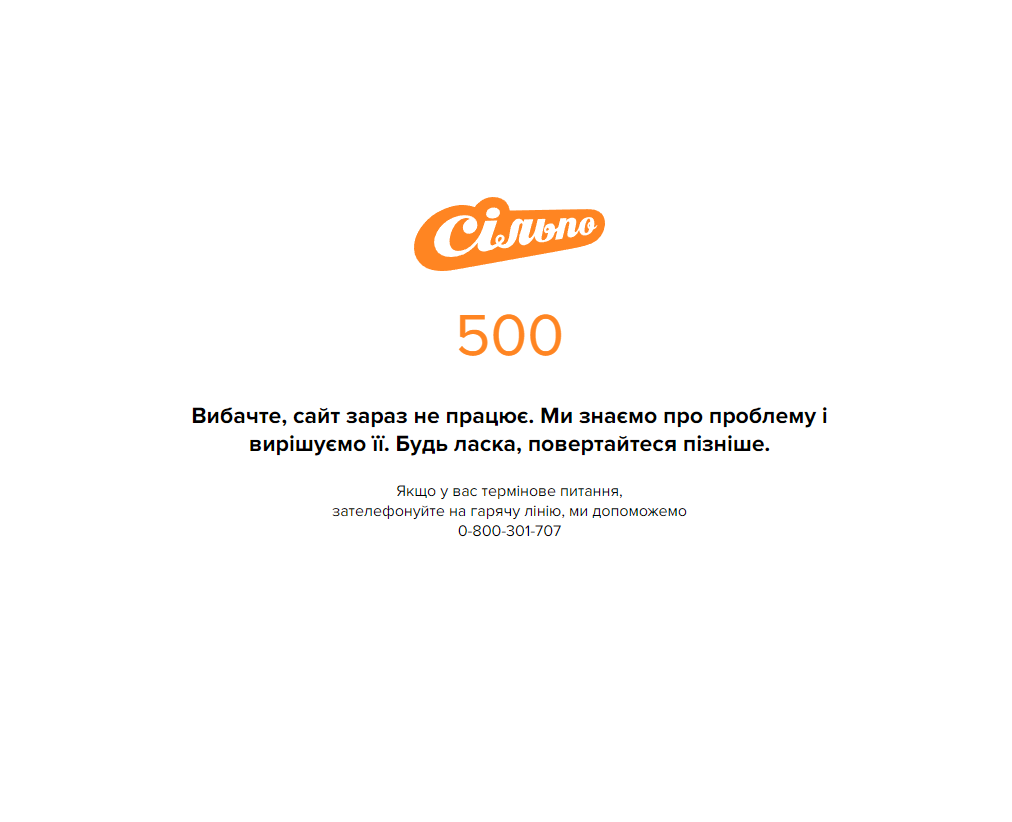 Сільпо
500
Вибачте, сайт зараз не працює. Ми знаємо про проблему і
вирішуємо її. Будь ласка, повертайтеся пізніше.
Якщо у вас термінове питання,
зателефонуйте на гарячу лінію, ми допоможемо
0-800-301-707